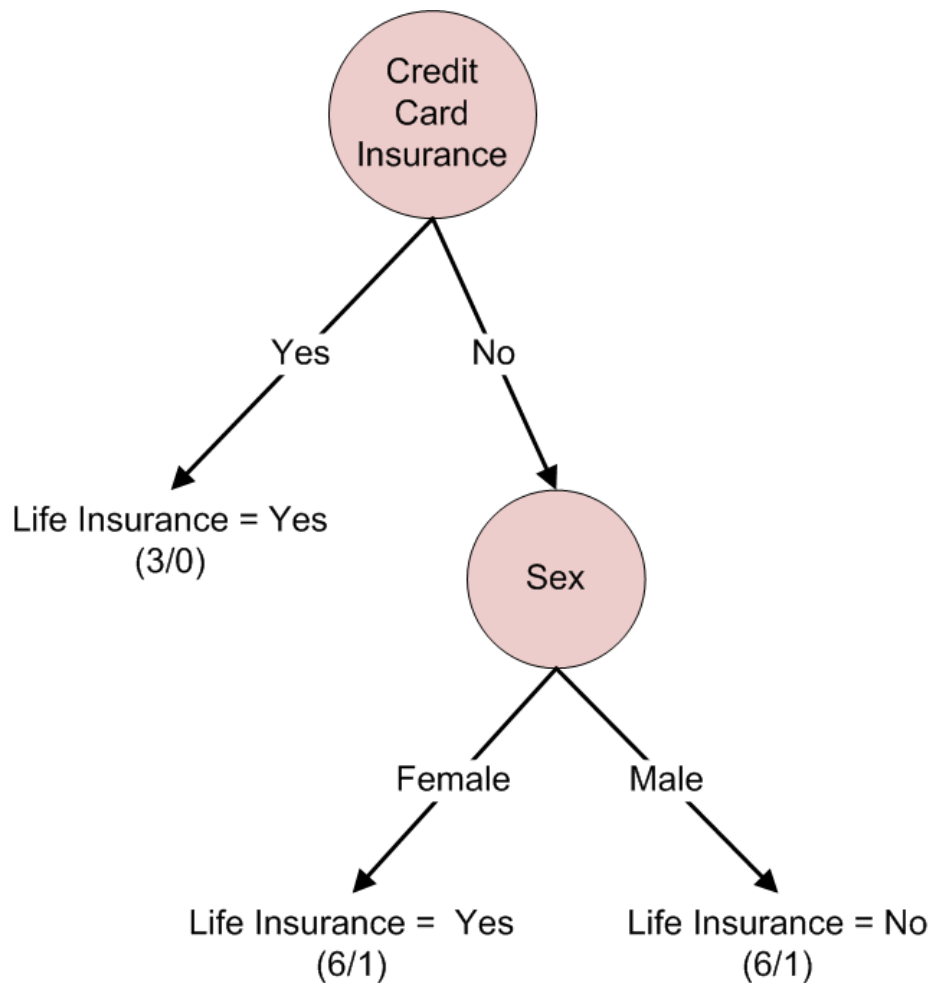 Credit
Card
Insurance
Yes
No
Life Insurance = Yes
(3/0)
Sex
Female
Male
Life Insurance =  Yes
(6/1)
Life Insurance = No
(6/1)